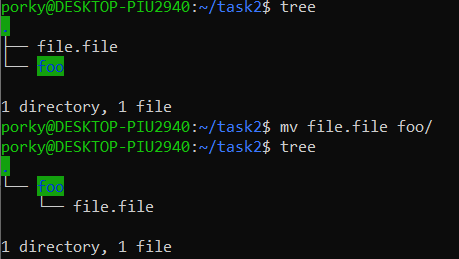 porky@DESKTOP-PIU2940:~/task2$ tree
.
├── file.file
└── foo
1 directory, 1 file
porky@DESKTOP-PIU2940:~/task2$ mv file.file foo/
porky@DESKTOP-PIU2940:~/task2$ tree
.
└── foo
    └── file.file
1 directory, 1 file